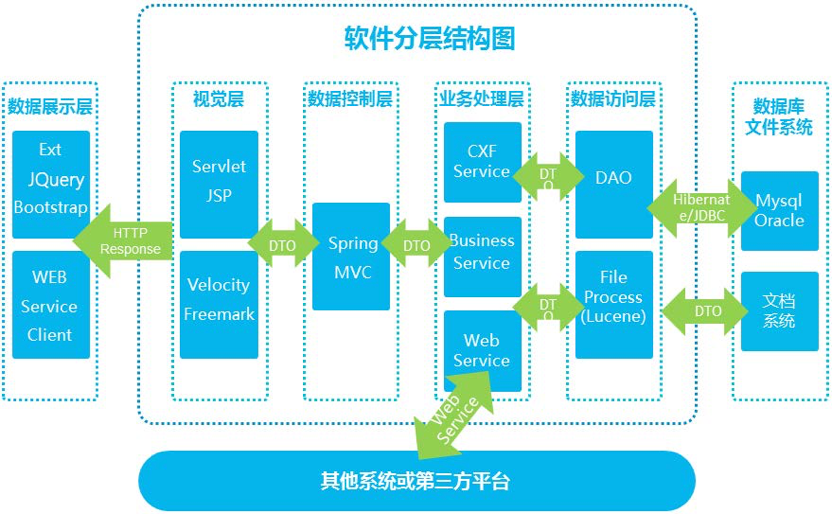 软件分层结构图
数据展示层
Ext
JQuery
Bootstrap
WEB
Service
Client
HTTP
Response
视觉层
Servlet
JSP
Velocity
Freemark
DTO
数据控制层
Spring
MVC
DTO
业务处理层
CXF
Service
Business
Service
Web
Service
DT
O
DT
O
数据访问层
DAO
File
Process
(Lucene)
Hibernat
e/JDBC
DTO
数据库
文件系统
Mysql
Oracle
文档
系统
Web
Service
其他系统或第三方平台